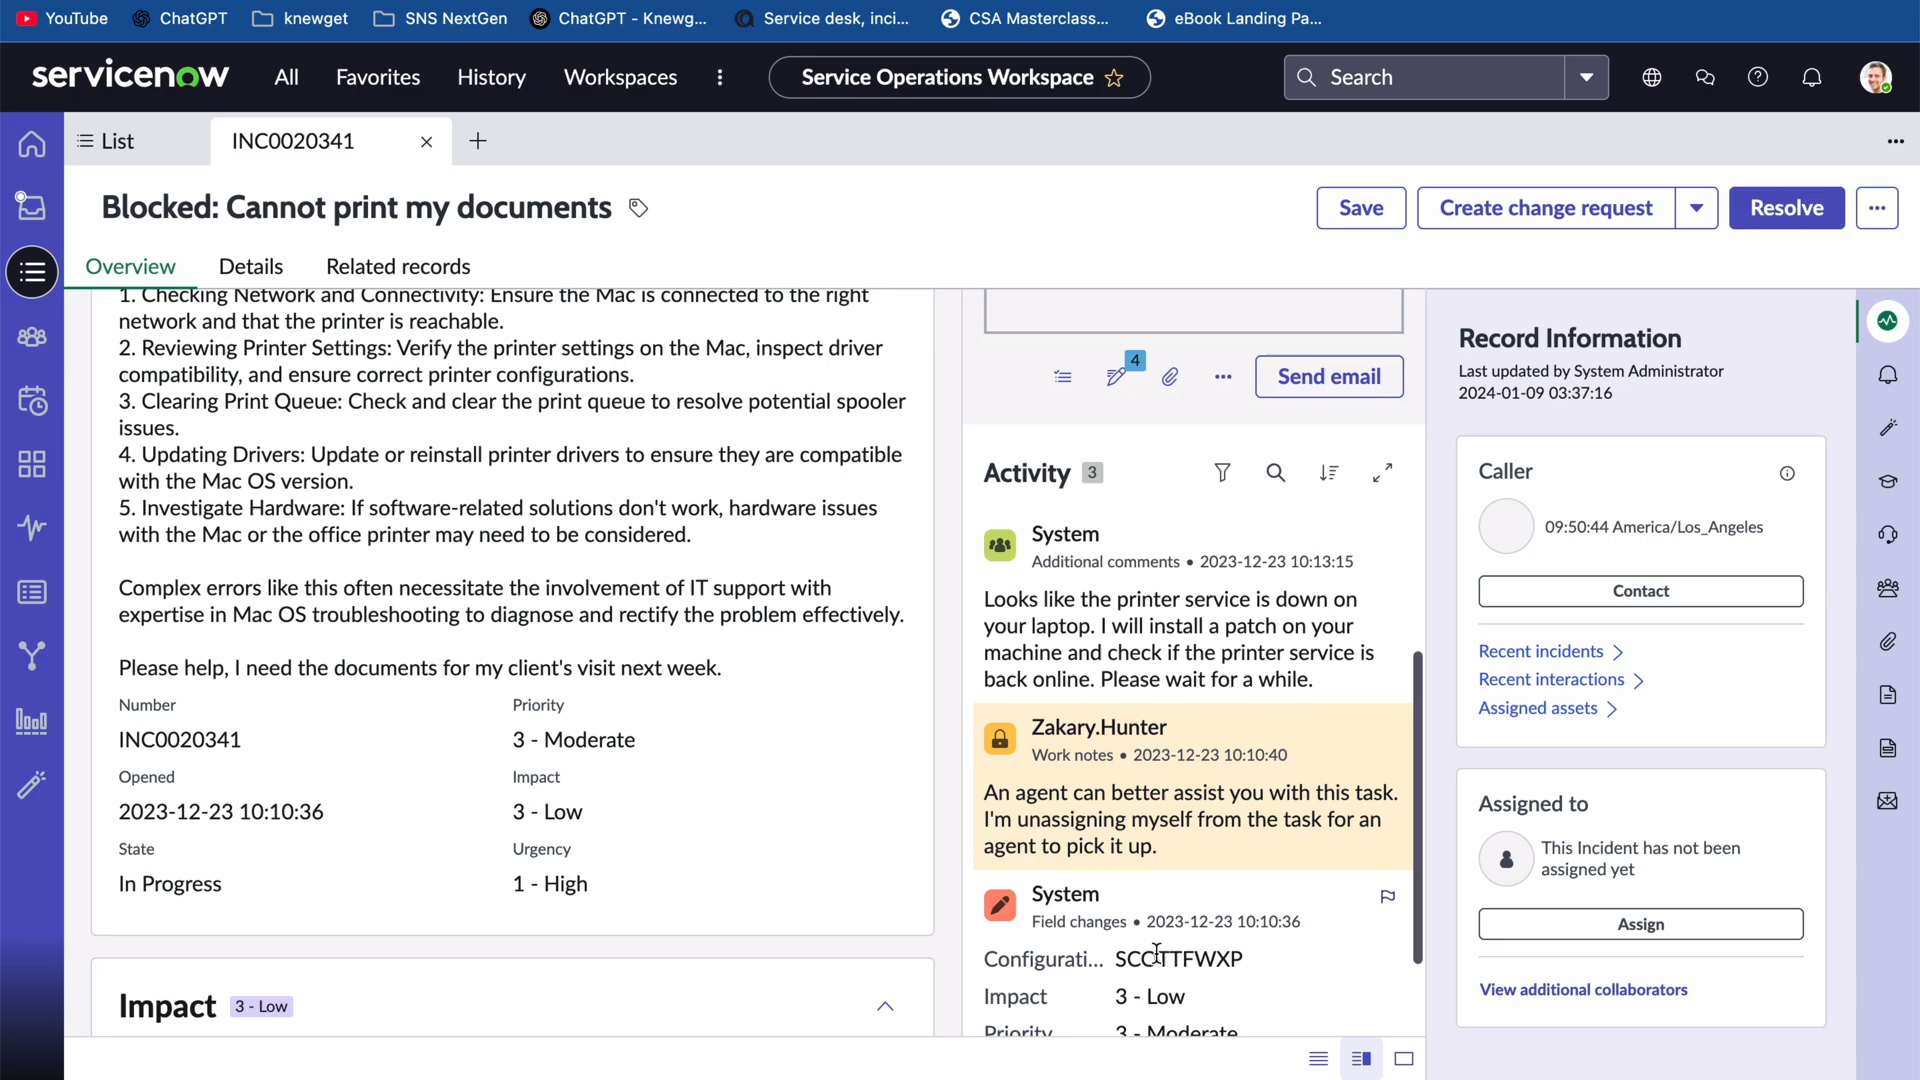 YouTube ChatGPT knewget SNS NextGen ChatGPT - Knewg... Service desk, inci... CSA Masterclass... eBook Landing Pa...
servicenow All Favorites History Workspaces Service Operations Workspace Search
List INC0020341
Blocked: Cannot print my documents
Save Create change request Resolve
Overview Details Related records
1. Checking Network and Connectivity: Ensure the Mac is connected to the right
network and that the printer is reachable.
2. Reviewing Printer Settings: Verify the printer settings on the Mac, inspect driver
compatibility, and ensure correct printer configurations.
3. Clearing Print Queue: Check and clear the print queue to resolve potential spooler
issues.
4. Updating Drivers: Update or reinstall printer drivers to ensure they are compatible
with the Mac OS version.
5. Investigate Hardware: If software-related solutions don't work, hardware issues
with the Mac or the office printer may need to be considered.
Complex errors like this often necessitate the involvement of IT support with
expertise in Mac OS troubleshooting to diagnose and rectify the problem effectively.
Please help, I need the documents for my client's visit next week.
Number Priority
INC0020341 3 - Moderate
Opened Impact
2023-12-23 10:10:36 3 - Low
State Urgency
In Progress 1 - High
Impact 3 - Low
4
Send email
Activity 3
System
Additional comments • 2023-12-23 10:13:15
Looks like the printer service is down on
your laptop. I will install a patch on your
machine and check if the printer service is
back online. Please wait for a while.
Zakary.Hunter
Work notes • 2023-12-23 10:10:40
An agent can better assist you with this task.
I'm unassigning myself from the task for an
agent to pick it up.
System
Field changes • 2023-12-23 10:10:36
Configurati... SCCTTFWXP
Impact 3 - Low
Priority 3 - Moderate
Record Information
Last updated by System Administrator
2024-01-09 03:37:16
Caller
09:50:44 America/Los_Angeles
Contact
Recent incidents
Recent interactions
Assigned assets
Assigned to
This Incident has not been
assigned yet
Assign
View additional collaborators